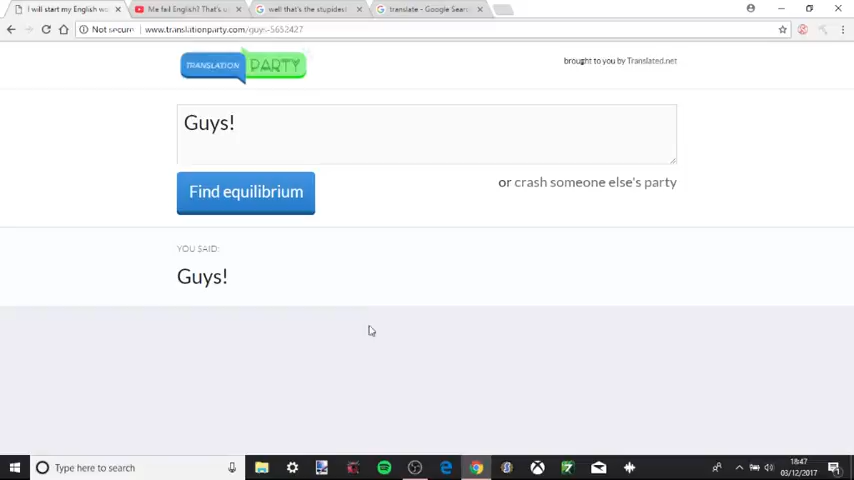 I will start my English wo
Me fail English? That's u
well that's the stupides!
translate - Google Sear
Not secure
www.translationparty.com/guys-5652427
TRANSLATION PARTY
brought to you by Translated.net
Guys!
Find equilibrium
or crash someone else's party
YOU SAID:
Guys!
Type here to search
18:47
03/12/2017